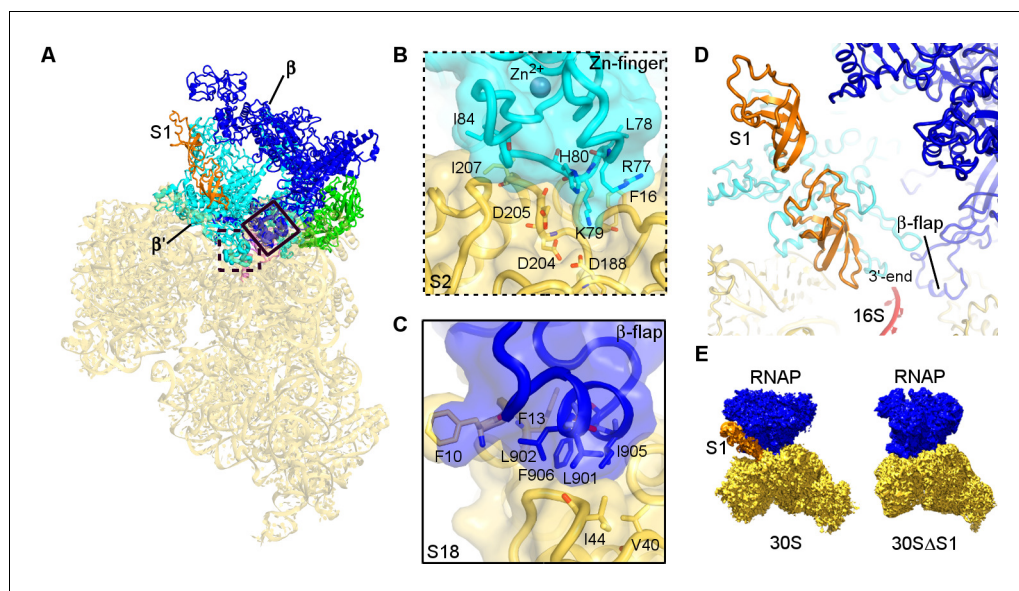 A
β
S1
β'
B
Zn²⁺
Zn-finger
I84
L78
H80
R77
I207
F16
D205
K79
D204
D188
S2
C
β-flap
F13
F10
L902
I905
F906
L901
I44
S18
V40
D
S1
β-flap
3'-end
16S
E
RNAP
RNAP
S1
30S
30SΔS1